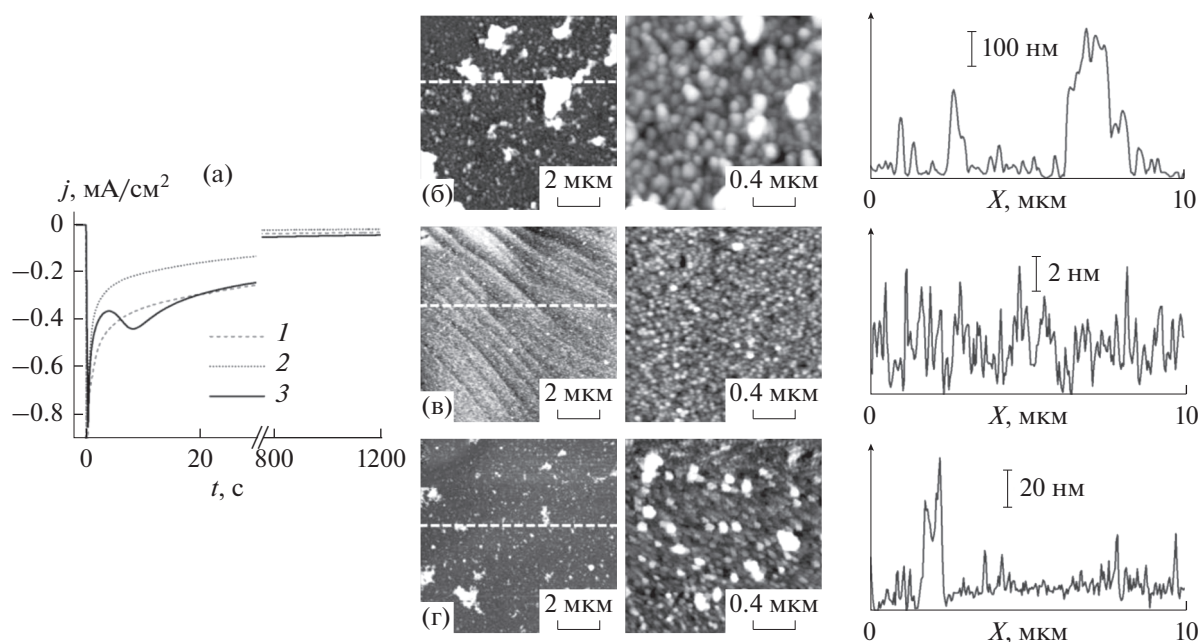 (а)
j, мА/см²
0
−0.2
−0.4
−0.6
−0.8
1
2
3
0
20
800
1200
t, с
(б)
2 мкм
0.4 мкм
100 нм
0
10
X, мкм
(в)
2 мкм
0.4 мкм
2 нм
0
10
X, мкм
(г)
2 мкм
0.4 мкм
20 нм
0
10
X, мкм